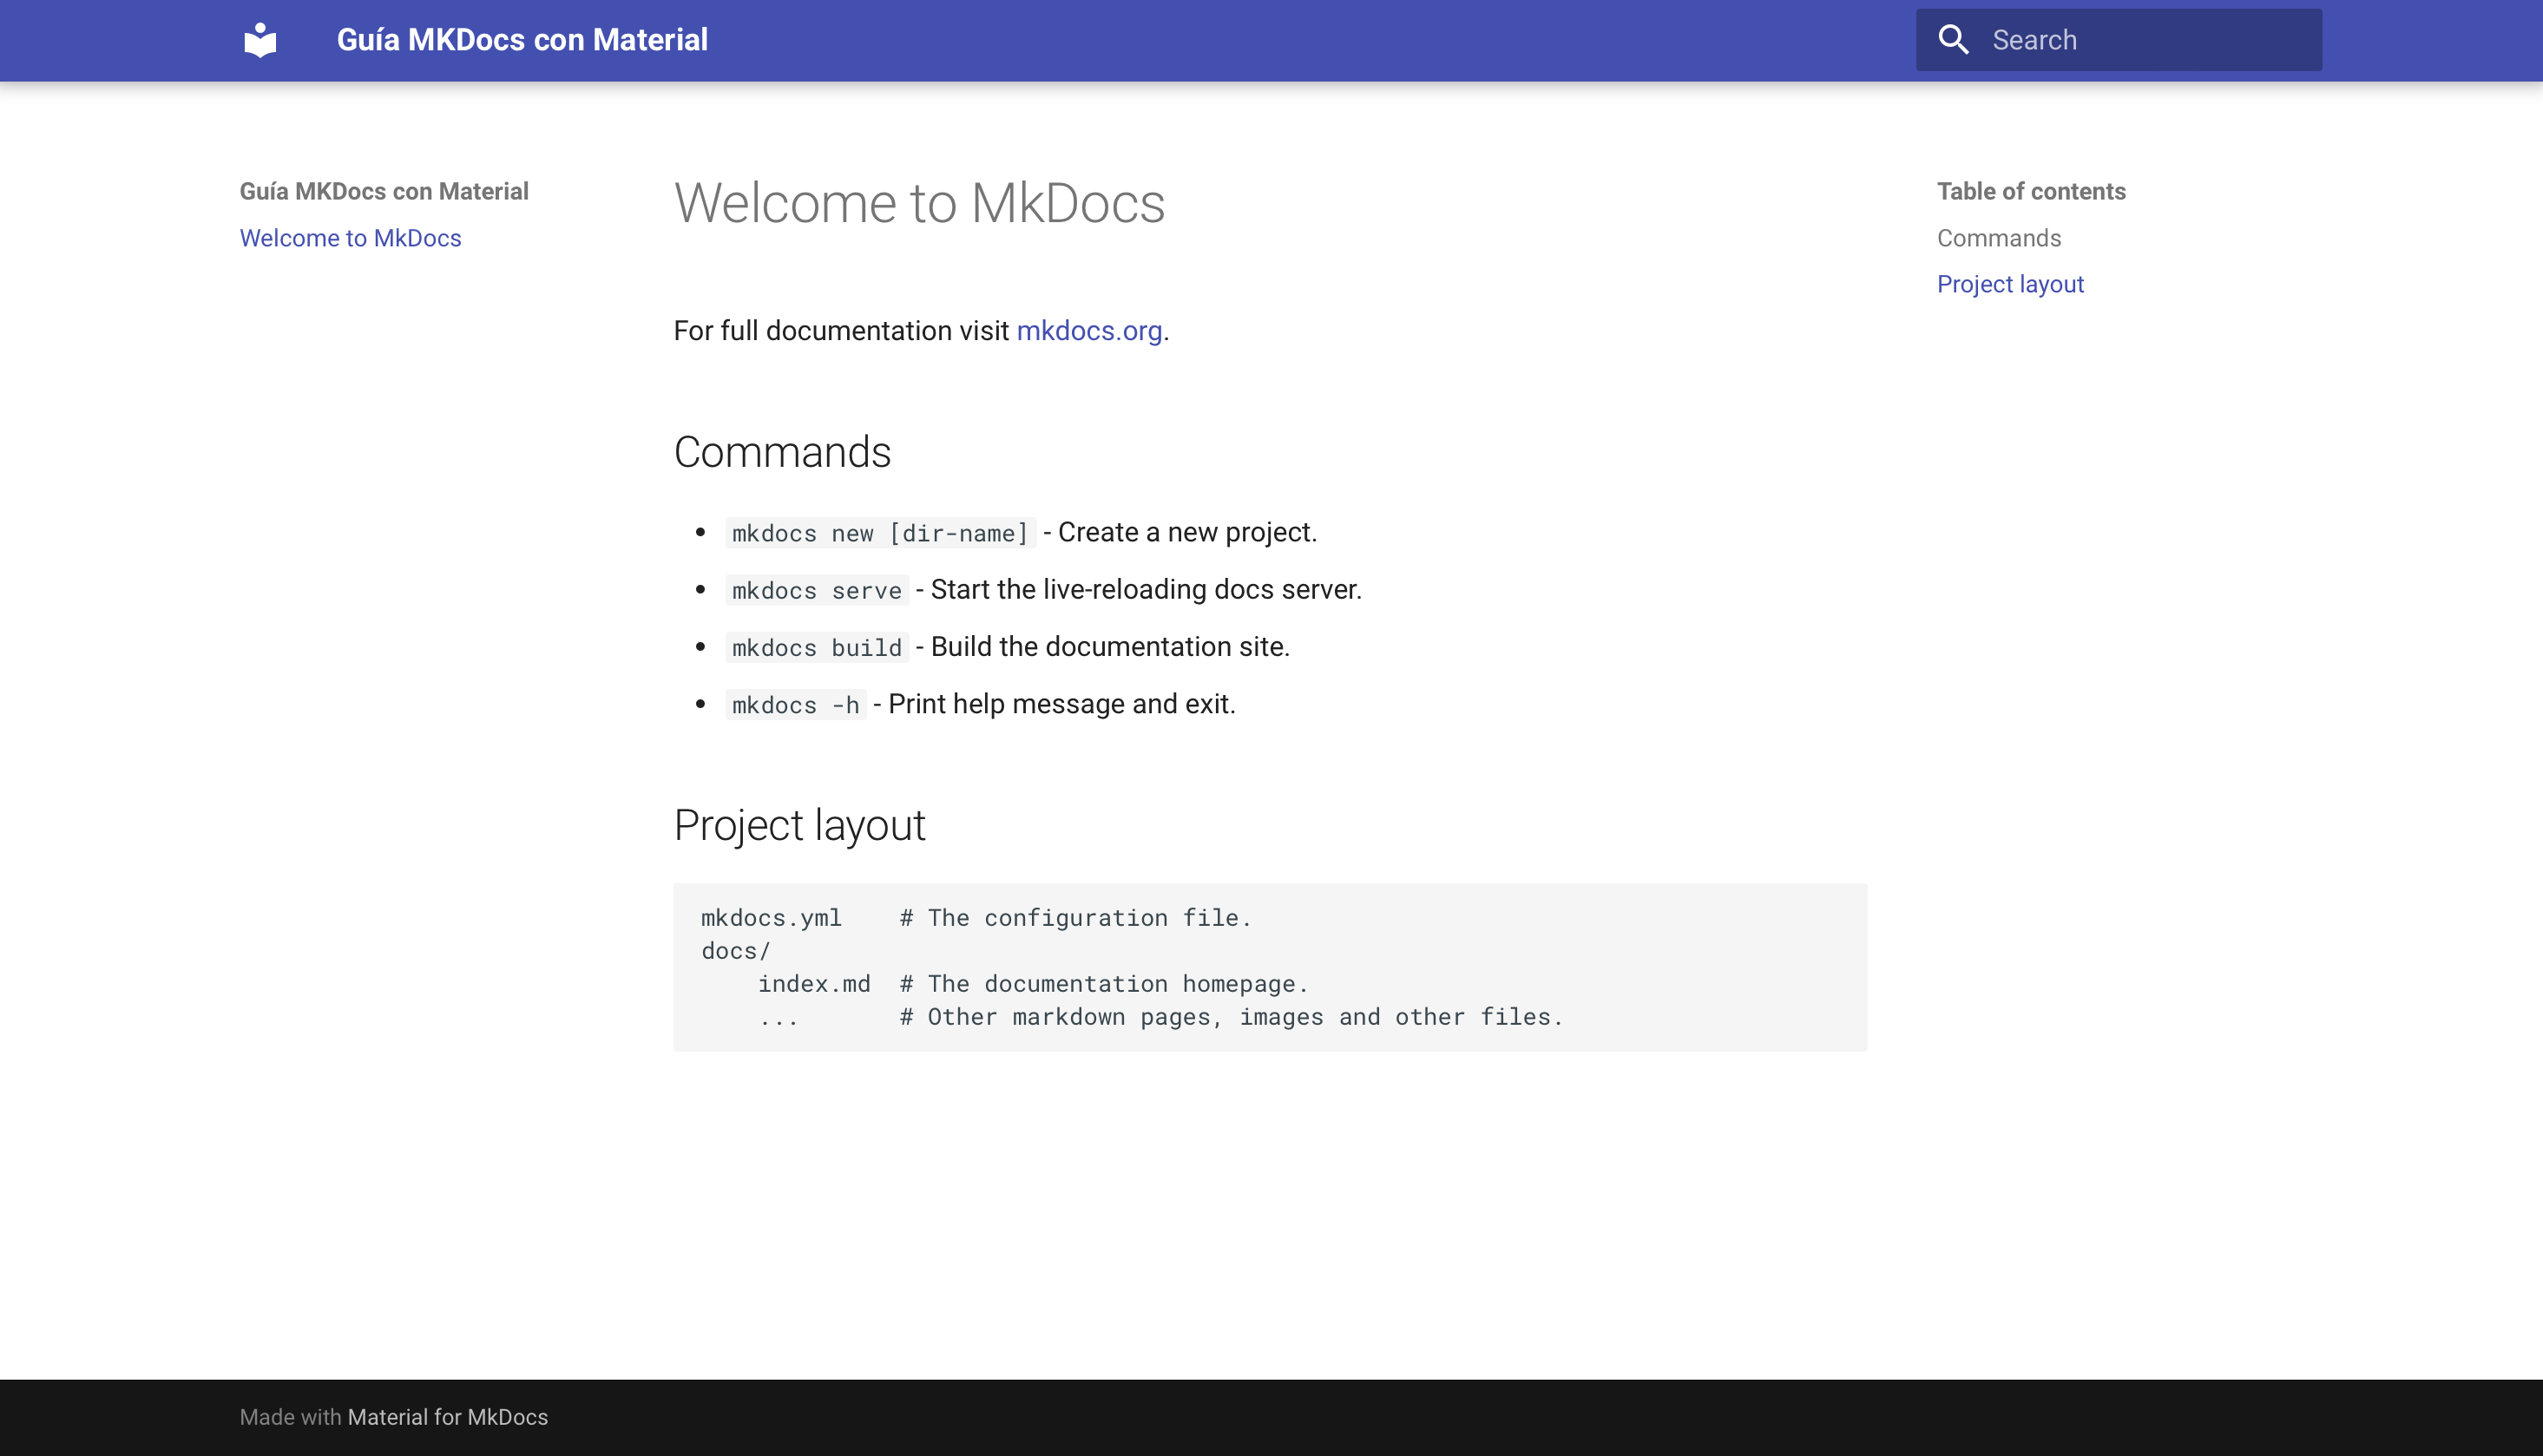 Guía MKDocs con Material
Search
Guía MKDocs con Material
Welcome to MkDocs
Welcome to MkDocs
For full documentation visit mkdocs.org.
Commands
mkdocs new [dir-name] - Create a new project.
mkdocs serve - Start the live-reloading docs server.
mkdocs build - Build the documentation site.
mkdocs -h - Print help message and exit.
Project layout
mkdocs.yml    # The configuration file.
docs/
    index.md  # The documentation homepage.
    ...       # Other markdown pages, images and other files.
Table of contents
Commands
Project layout
Made with Material for MkDocs